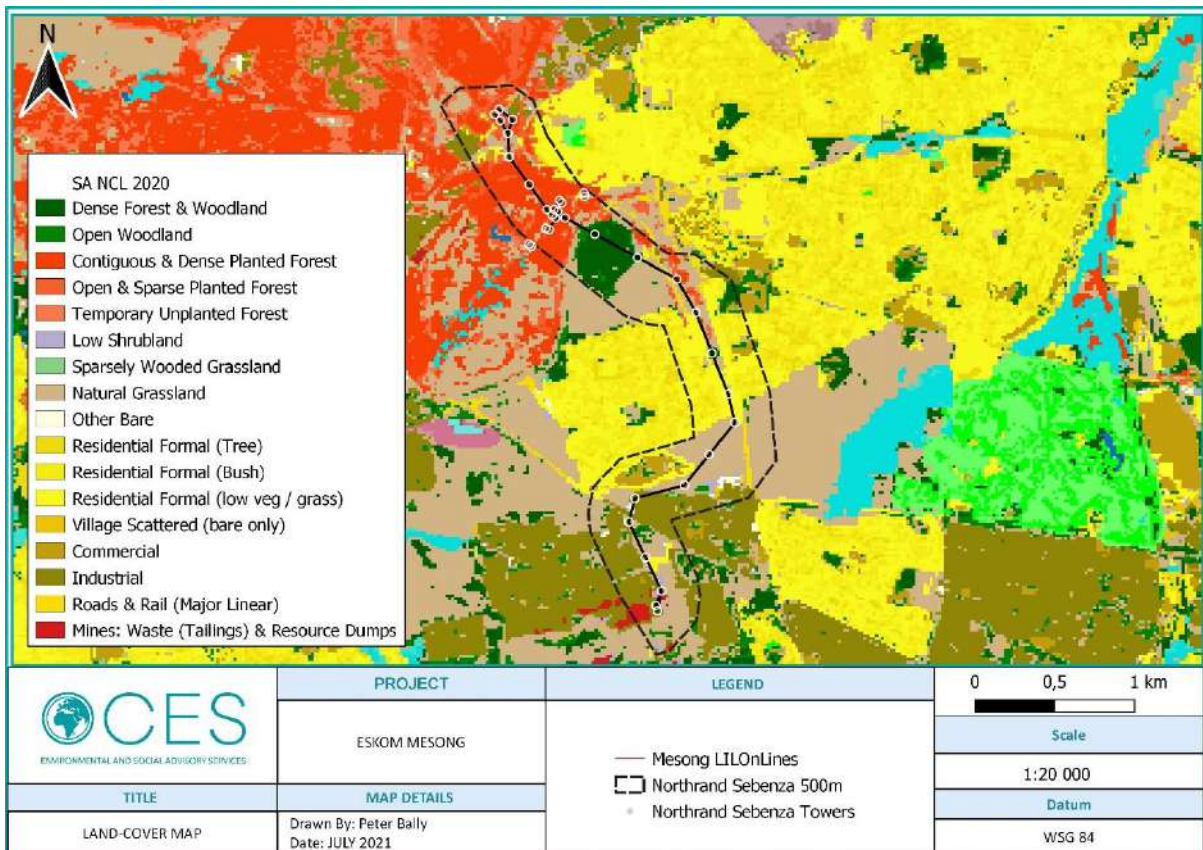 N
SA NCL 2020
Dense Forest & Woodland
Open Woodland
Contiguous & Dense Planted Forest
Open & Sparse Planted Forest
Temporary Unplanted Forest
Low Shrubland
Sparsely Wooded Grassland
Natural Grassland
Other Bare
Residential Formal (Tree)
Residential Formal (Bush)
Residential Formal (low veg / grass)
Village Scattered (bare only)
Commercial
Industrial
Roads & Rail (Major Linear)
Mines: Waste (Tailings) & Resource Dumps
CES
ENVIRONMENTAL AND SOCIAL ADVISORY SERVICES
TITLE
LAND-COVER MAP
PROJECT
ESKOM MESONG
MAP DETAILS
Drawn By: Peter Bally
Date: JULY 2021
LEGEND
Mesong LILOnLines
Northrand Sebenza 500m
Northrand Sebenza Towers
0 0,5 1 km
Scale
1:20 000
Datum
WSG 84